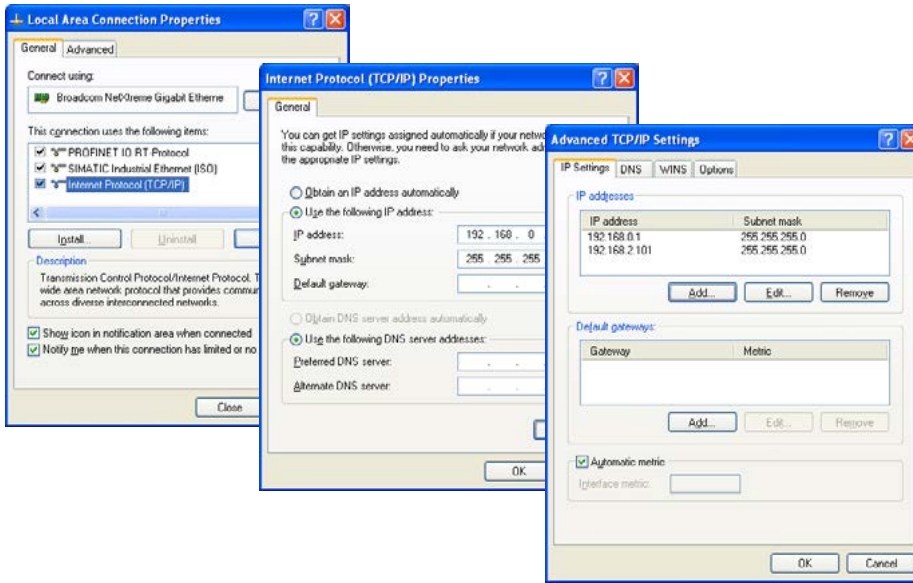 Local Area Connection Properties
General Advanced
Connect using:
Broadcom NetXtreme Gigabit Etherne
This connection uses the following items:
PROFINET IO RT-Protocol
SIMATIC Industrial Ethernet (ISO)
Internet Protocol (TCP/IP)
Install... Uninstall
Description
Transmission Control Protocol/Internet Protocol. T
wide area network protocol that provides commun
across diverse interconnected networks.
Show icon in notification area when connected
Notify me when this connection has limited or no
Close
Internet Protocol (TCP/IP) Properties
General
You can get IP settings assigned automatically if your netwo
this capability. Otherwise, you need to ask your network adm
the appropriate IP settings.
Obtain an IP address automatically
Use the following IP address:
IP address: 192 . 168 . 0
Subnet mask: 255 . 255 . 255
Default gateway: . .
Obtain DNS server address automatically
Use the following DNS server addresses:
Preferred DNS server: . .
Alternate DNS server: . .
OK
Advanced TCP/IP Settings
IP Settings DNS WINS Options
IP addresses
IP address Subnet mask
192.168.0.1 255.255.255.0
192.168.2.101 255.255.255.0
Add... Edit... Remove
Default gateways:
Gateway Metric
Add... Edit... Remove
Automatic metric
Interface metric:
OK Cancel